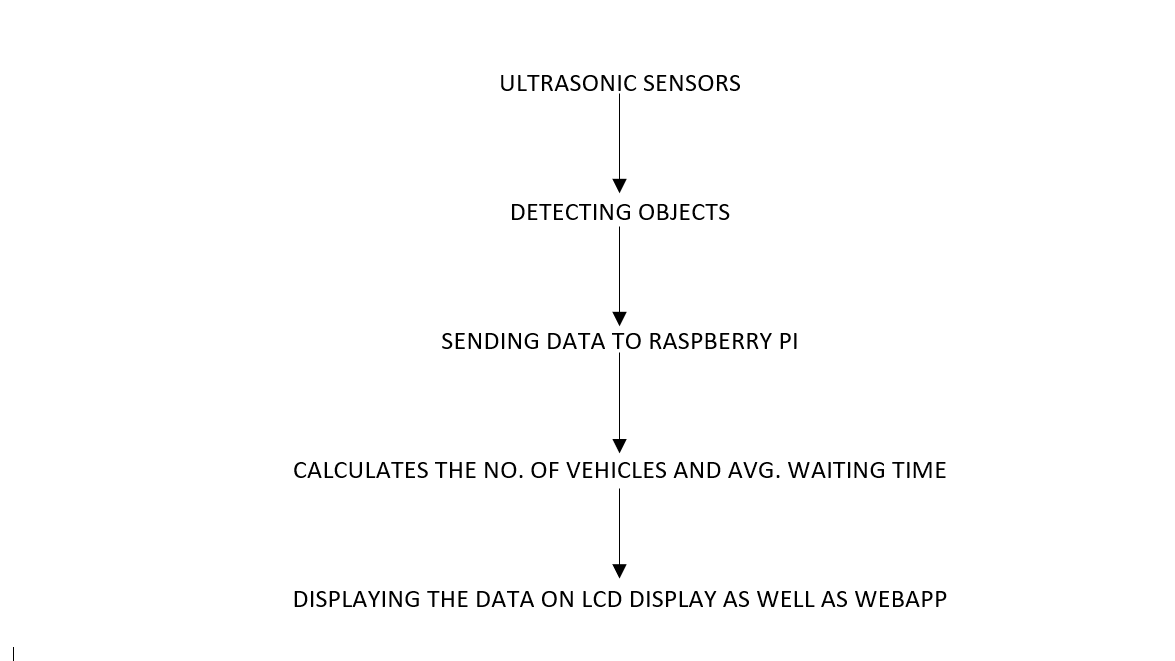 ULTRASONIC SENSORS
DETECTING OBJECTS
SENDING DATA TO RASPBERRY PI
CALCULATES THE NO. OF VEHICLES AND AVG. WAITING TIME
DISPLAYING THE DATA ON LCD DISPLAY AS WELL AS WEBAPP